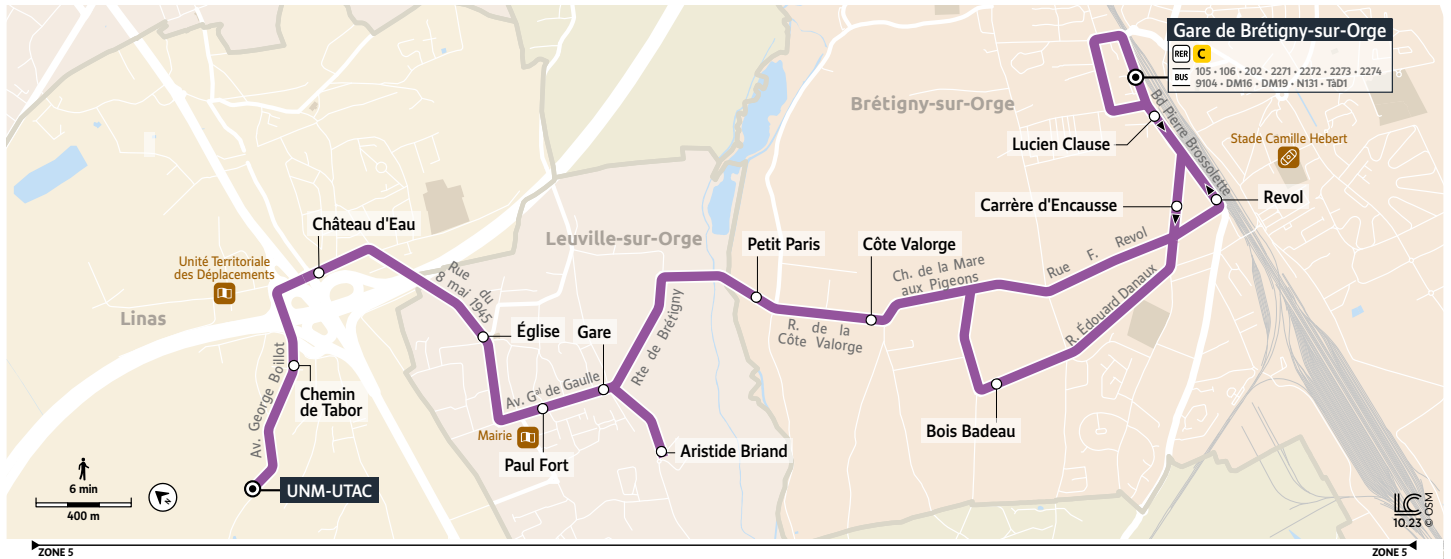 Gare de Brétigny-sur-Orge
RER C
BUS
105 • 106 • 202 • 2271 • 2272 • 2273 • 2274
9104 • DM16 • DM19 • N131 • TàD1
Bd Pierre Brossolette
Brétigny-sur-Orge
Lucien Clause
Stade Camille Hebert
Carrère d'Encausse
Revol
Château d'Eau
Leuville-sur-Orge
Petit Paris
Côte Valorge
Unité Territoriale
des Déplacements
Rue du
8 mai 1945
Ch. de la Mare
aux Pigeons
Rue F. Revol
Linas
Église
Gare
Rte de Brétigny
R. de la
Côte Valorge
R. Édouard Danaux
Av. George Boillot
Chemin
de Tabor
Av. Gal de Gaulle
Mairie
Paul Fort
Aristide Briand
Bois Badeau
6 min
400 m
N
UNM-UTAC
LC
10.23 © OSM
ZONE 5
ZONE 5